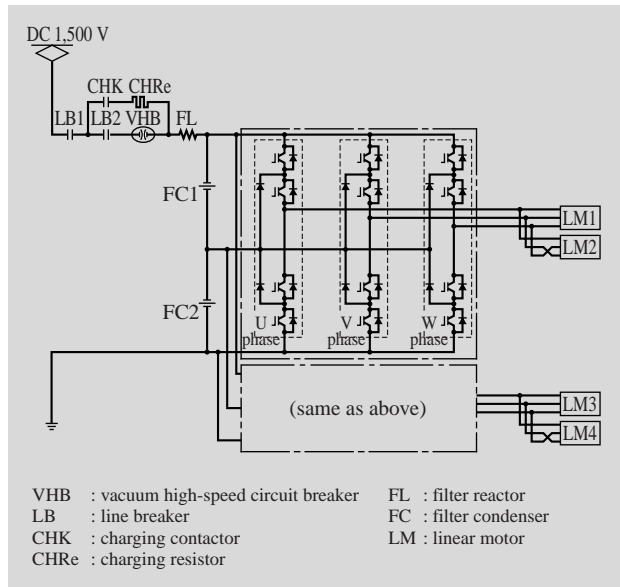 DC 1,500 V
CHK CHRe
LB1 LB2 VHB FL
FC1
LM1
LM2
FC2
U phase
V phase
W phase
(same as above)
LM3
LM4
VHB : vacuum high-speed circuit breaker
LB : line breaker
CHK : charging contactor
CHRe : charging resistor
FL : filter reactor
FC : filter condenser
LM : linear motor